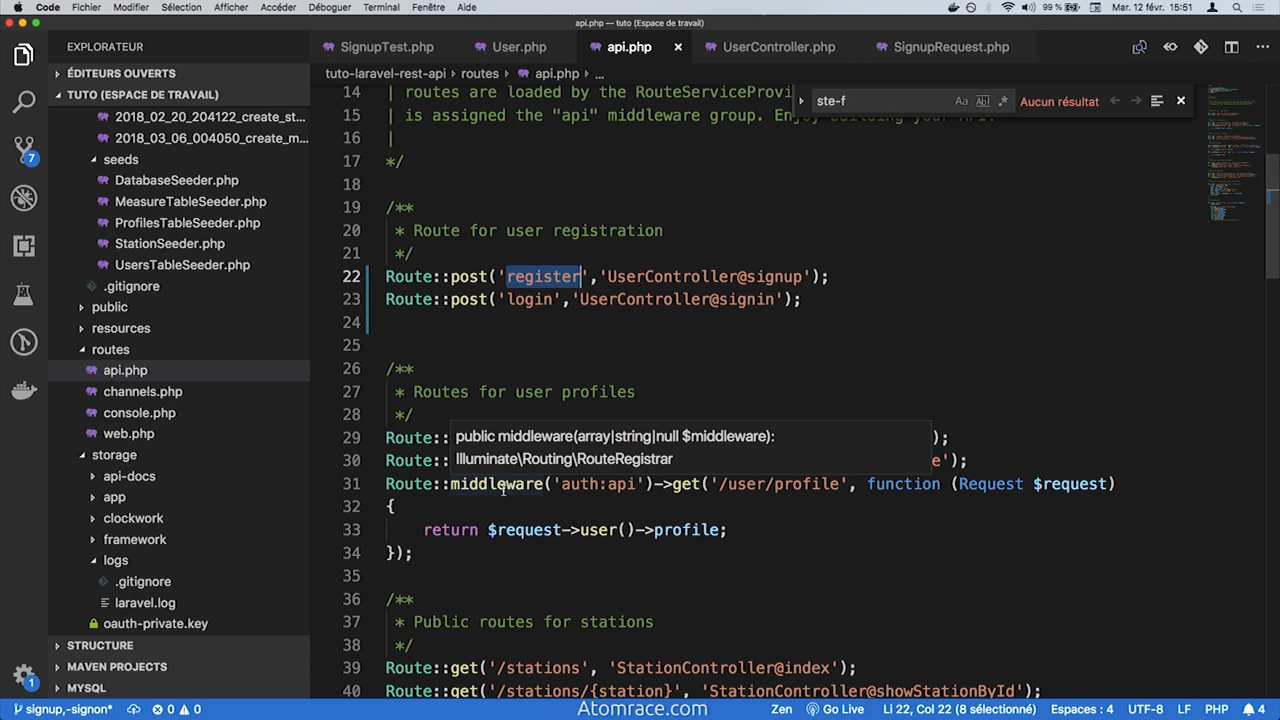 Code Fichier Modifier Sélection Afficher Accéder Déboguer Terminal Fenêtre Aide 99 % Mar. 12 févr. 15:51
api.php — tuto (Espace de travail)
EXPLORATEUR
SignupTest.php User.php api.php × UserController.php SignupRequest.php
ÉDITEURS OUVERTS
TUTO (ESPACE DE TRAVAIL)
2018_02_20_204122_create_st...
2018_03_06_004050_create_m...
seeds
DatabaseSeeder.php
MeasureTableSeeder.php
ProfilesTableSeeder.php
StationSeeder.php
UsersTableSeeder.php
.gitignore
public
resources
routes
api.php
channels.php
console.php
web.php
storage
api-docs
app
clockwork
framework
logs
.gitignore
laravel.log
oauth-private.key
STRUCTURE
MAVEN PROJECTS
MYSQL
7
1
tuto-laravel-rest-api › routes › api.php › ...
ste-f Aa Abl .* Aucun résultat
14 | routes are loaded by the RouteServiceProvi
15 | is assigned the "api" middleware group. Enjoy building your API!
16 |
17 */
18
19 /**
20 * Route for user registration
21 */
22 Route::post('register','UserController@signup');
23 Route::post('login','UserController@signin');
24
25
26 /**
27 * Routes for user profiles
28 */
public middleware(array|string|null $middleware):
Illuminate\Routing\RouteRegistrar
29 Route:: );
30 Route:: e');
31 Route::middleware('auth:api')->get('/user/profile', function (Request $request)
32 {
33 return $request->user()->profile;
34 });
35
36 /**
37 * Public routes for stations
38 */
39 Route::get('/stations', 'StationController@index');
40 Route::get('/stations/{station}', 'StationController@showStationById');
signup,-signon* 0 0 Atomrace.com Zen Go Live Li 22, Col 22 (8 sélectionné) Espaces : 4 UTF-8 LF PHP 4